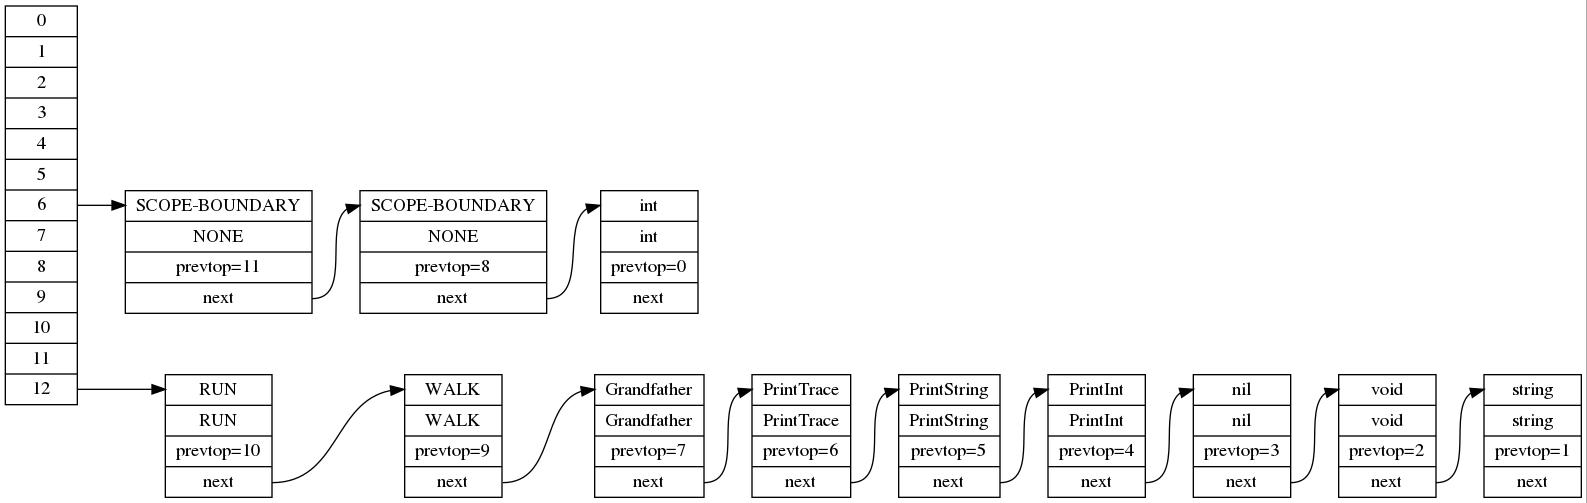 0
1
2
3
4
5
6
7
8
9
10
11
12
SCOPE-BOUNDARY
NONE
prevtop=11
next
SCOPE-BOUNDARY
NONE
prevtop=8
next
int
int
prevtop=0
next
RUN
RUN
prevtop=10
next
WALK
WALK
prevtop=9
next
Grandfather
Grandfather
prevtop=7
next
PrintTrace
PrintTrace
prevtop=6
next
PrintString
PrintString
prevtop=5
next
PrintInt
PrintInt
prevtop=4
next
nil
nil
prevtop=3
next
void
void
prevtop=2
next
string
string
prevtop=1
next